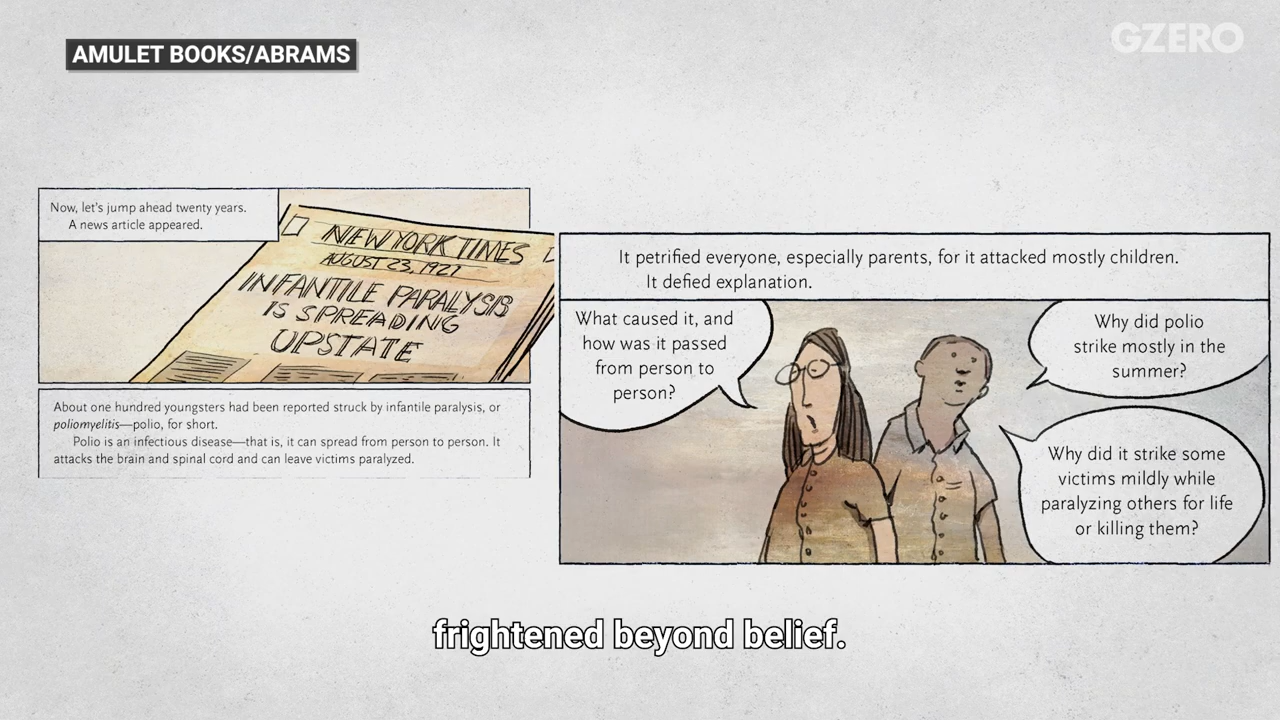 AMULET BOOKS/ABRAMS
GZERO
Now, let's jump ahead twenty years.
A news article appeared.
NEW YORK TIMES
AUGUST 23, 1927
INFANTILE PARALYSIS
IS SPREADING
UPSTATE
About one hundred youngsters had been reported struck by infantile paralysis, or
poliomyelitis—polio, for short.
Polio is an infectious disease—that is, it can spread from person to person. It
attacks the brain and spinal cord and can leave victims paralyzed.
It petrified everyone, especially parents, for it attacked mostly children.
It defied explanation.
What caused it, and
how was it passed
from person to
person?
Why did polio
strike mostly in the
summer?
Why did it strike some
victims mildly while
paralyzing others for life
or killing them?
frightened beyond belief.